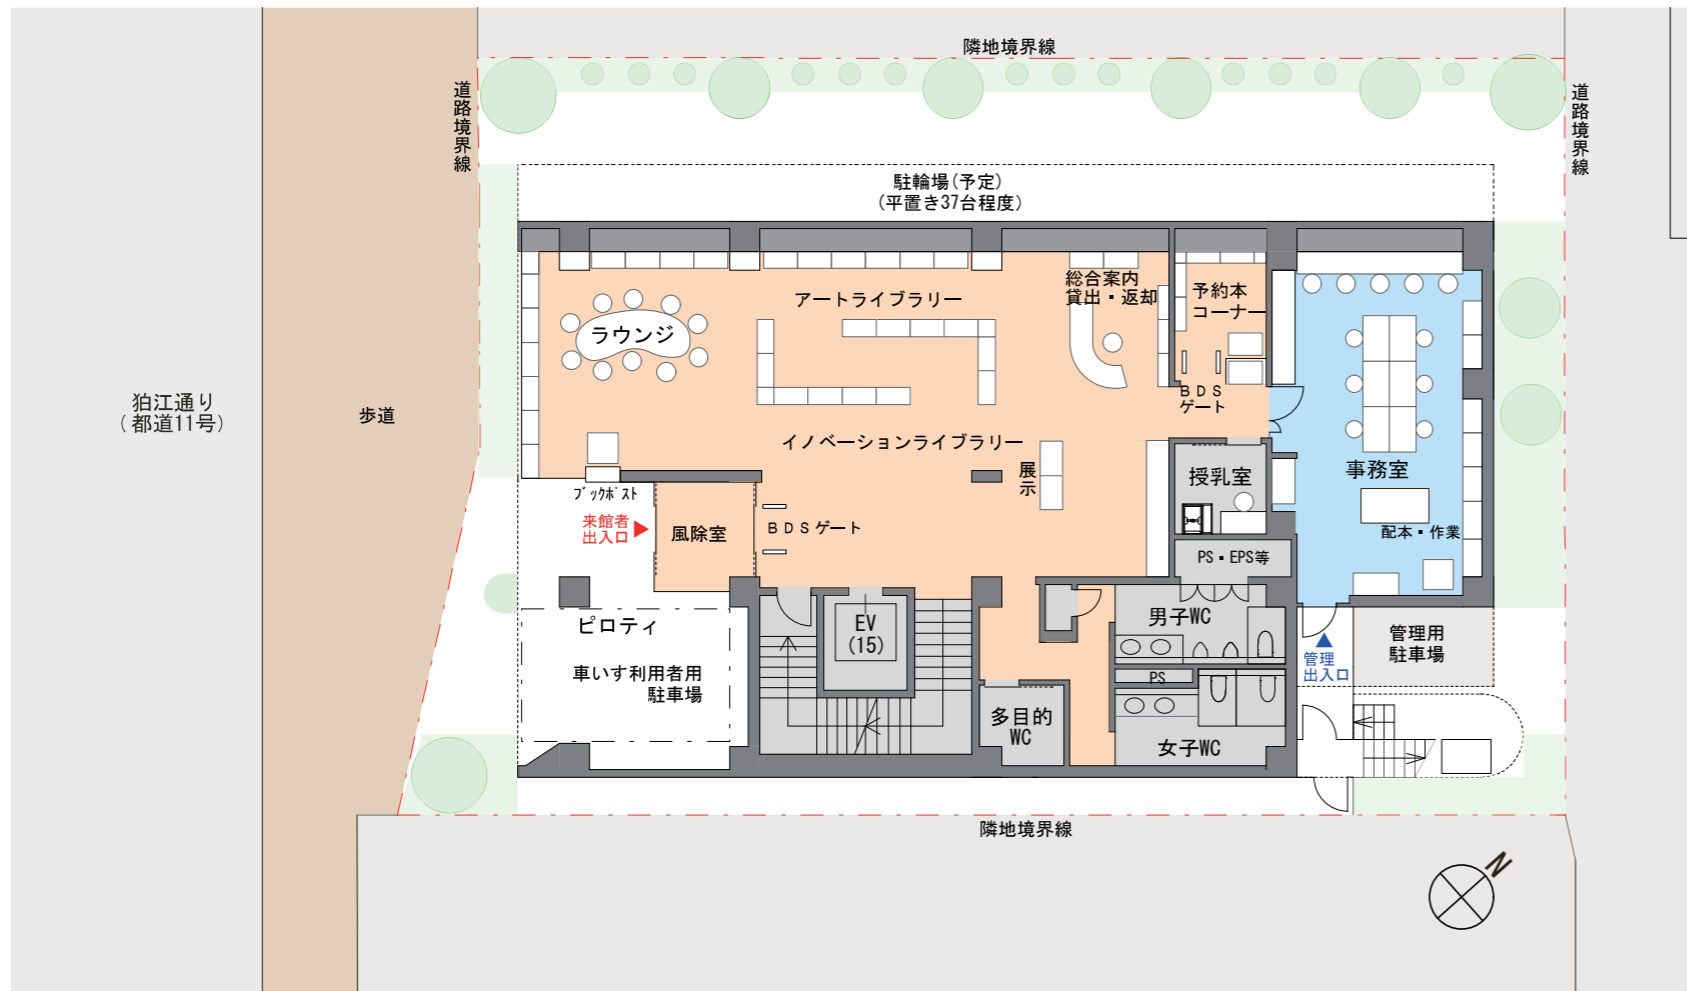 隣地境界線
道路境界線
道路境界線
駐輪場(予定)
(平置き37台程度)
総合案内
貸出・返却
予約本
コーナー
アートライブラリー
ラウンジ
狛江通り
(都道11号)
歩道
BDS
ゲート
イノベーションライブラリー
展示
授乳室
事務室
ブックポスト
来館者
出入口
風除室
BDSゲート
配本・作業
PS・EPS等
ピロティ
EV
(15)
男子WC
管理用
駐車場
管理
出入口
車いす利用者用
駐車場
PS
多目的
WC
女子WC
隣地境界線
N